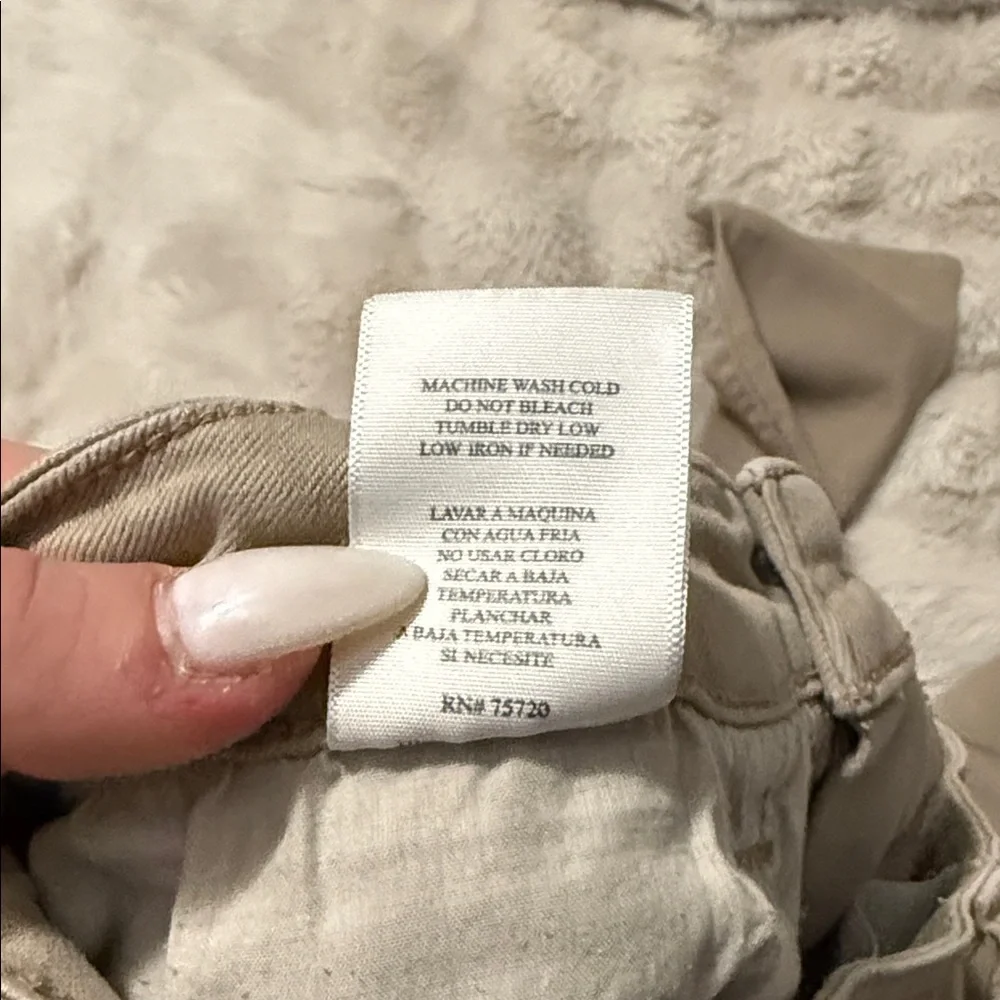 MACHINE WASH COLD
DO NOT BLEACH
TUMBLE DRY LOW
LOW IRON IF NEEDED
LAVAR A MAQUINA
CON AGUA FRIA
NO USAR CLORO
SECAR A BAJA
TEMPERATURA
PLANCHAR
A BAJA TEMPERATURA
SI NECESITE
RN# 75720